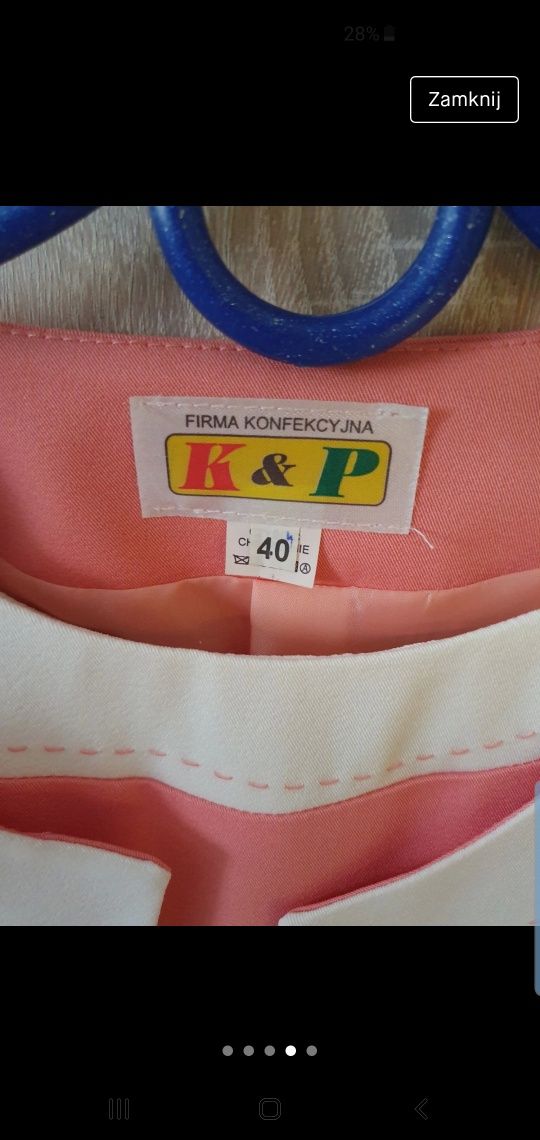 28%
Zamknij
FIRMA KONFEKCYJNA
K & P
40